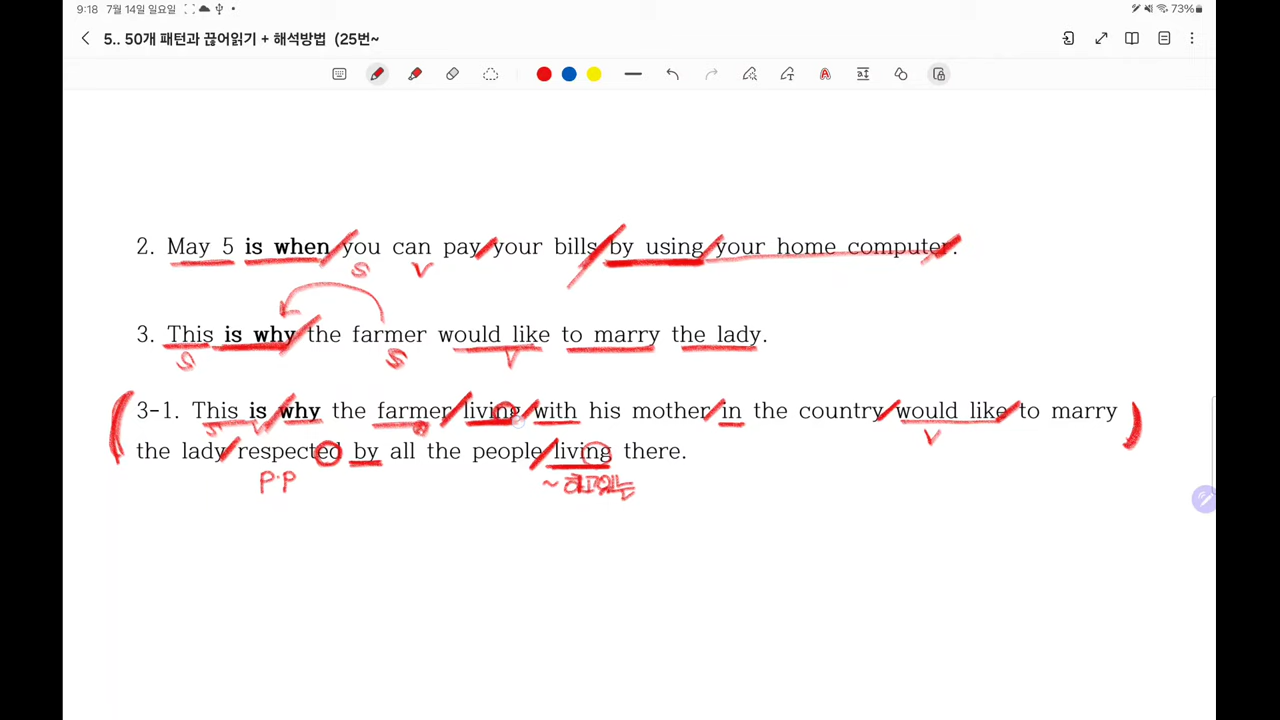 9:18 7월 14일 일요일 73%
5.. 50개 패턴과 끊어읽기 + 해석방법 (25번~
2. May 5 is when you can pay your bills by using your home computer.
S V
3. This is why the farmer would like to marry the lady.
S S V
3-1. This is why the farmer living with his mother in the country would like to marry
S V V
the lady respected by all the people living there.
P.P ~하고있는